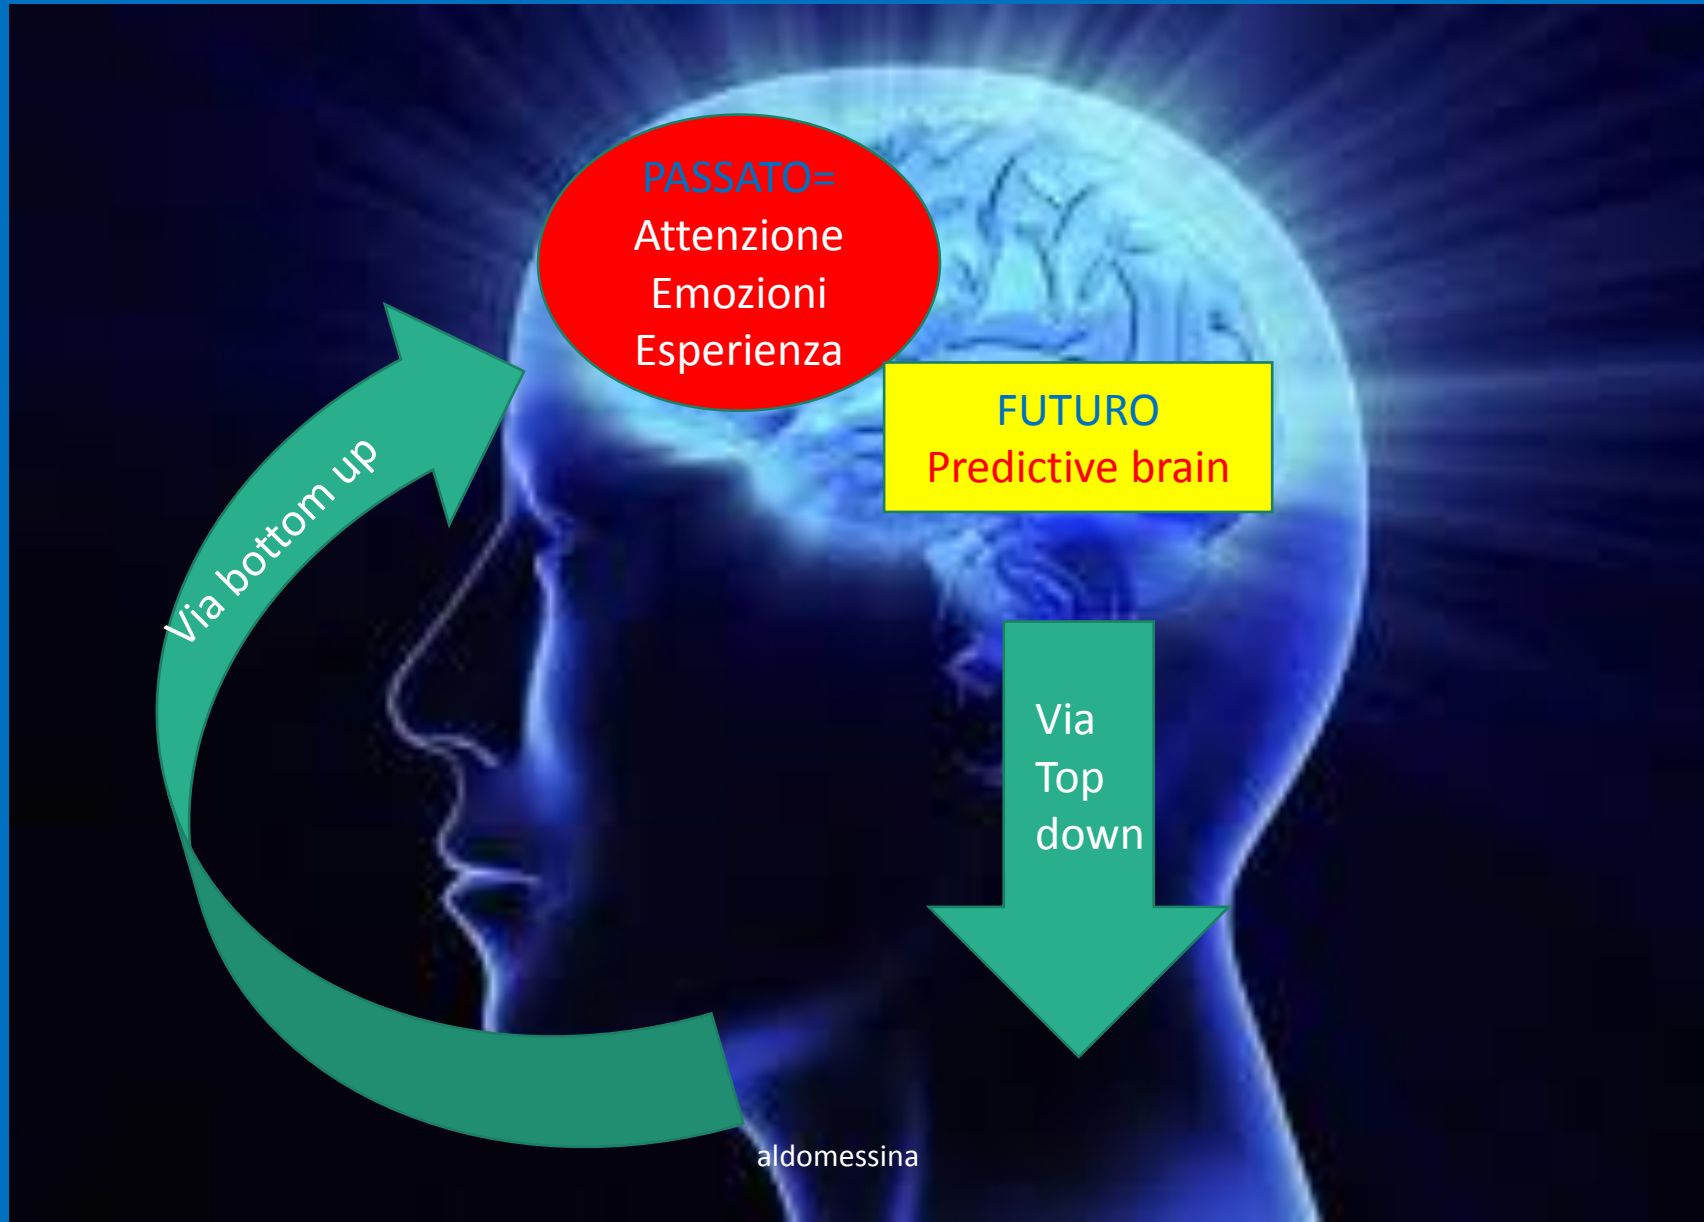 PASSATO=
Attenzione
Emozioni
Esperienza
FUTURO
Predictive brain
Via bottom up
Via
Top
down
aldomessina